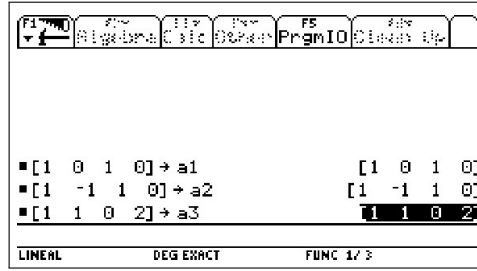 F1 Algebra Calc Other F5 PrgmIO Clean Up
[1 0 1 0]→a1 [1 0 1 0]
[1 -1 1 0]→a2 [1 -1 1 0]
[1 1 0 2]→a3 [1 1 0 2]
LINEAL DEG EXACT FUNC 1/3